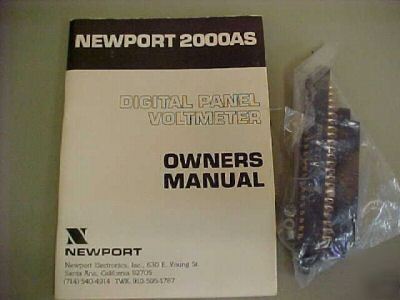 NEWPORT 2000AS
DIGITAL PANEL
VOLTMETER
OWNERS
MANUAL
N
NEWPORT
Newport Electronics, Inc., 630 E. Young St.
Santa Ana, California 92705
(714) 540-4914 TWX: 910-595-1787